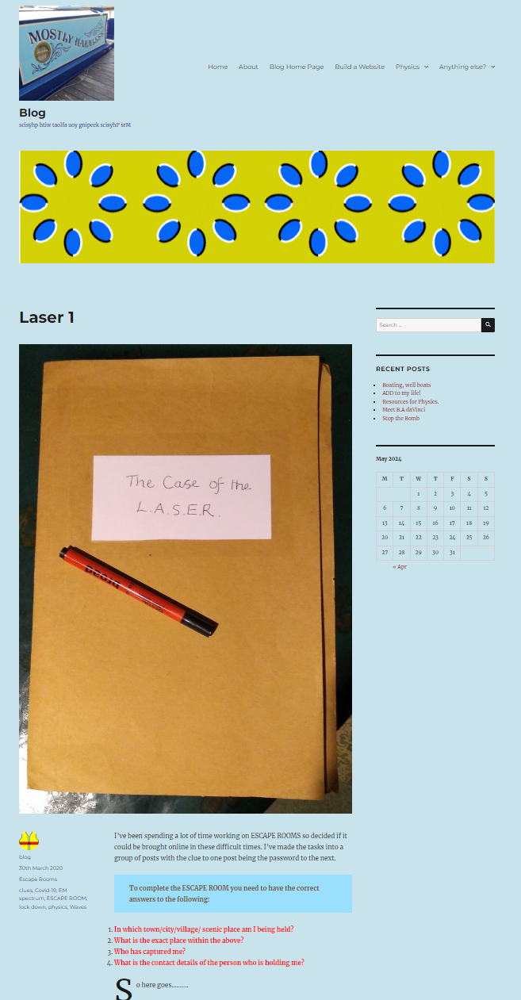 MOSTLY HARMLESS
Home About Blog Home Page Build a Website Physics Anything else?
Blog
scisyhp htiw taolfa uoy gnipeek scisyhP srM
Laser 1
Search …
RECENT POSTS
Boating, well boats
ADD to my life!
Resources for Physics.
Meet B.A daVinci
Stop the Bomb
May 2024
M T W T F S S
1 2 3 4 5
6 7 8 9 10 11 12
13 14 15 16 17 18 19
20 21 22 23 24 25 26
27 28 29 30 31
« Apr
The Case of the
L.A.S.E.R.
blog
30th March 2020
Escape Rooms
clues, Covid-19, EM
spectrum, ESCAPE ROOM,
lock down, physics, Waves
I've been spending a lot of time working on ESCAPE ROOMS so decided if it
could be brought online in these difficult times. I've made the tasks into a
group of posts with the clue to one post being the password to the next.
To complete the ESCAPE ROOM you need to have the correct
answers to the following:
1. In which town/city/village/ scenic place am I being held?
2. What is the exact place within the above?
3. Who has captured me?
4. What is the contact details of the person who is holding me?
So here goes……….